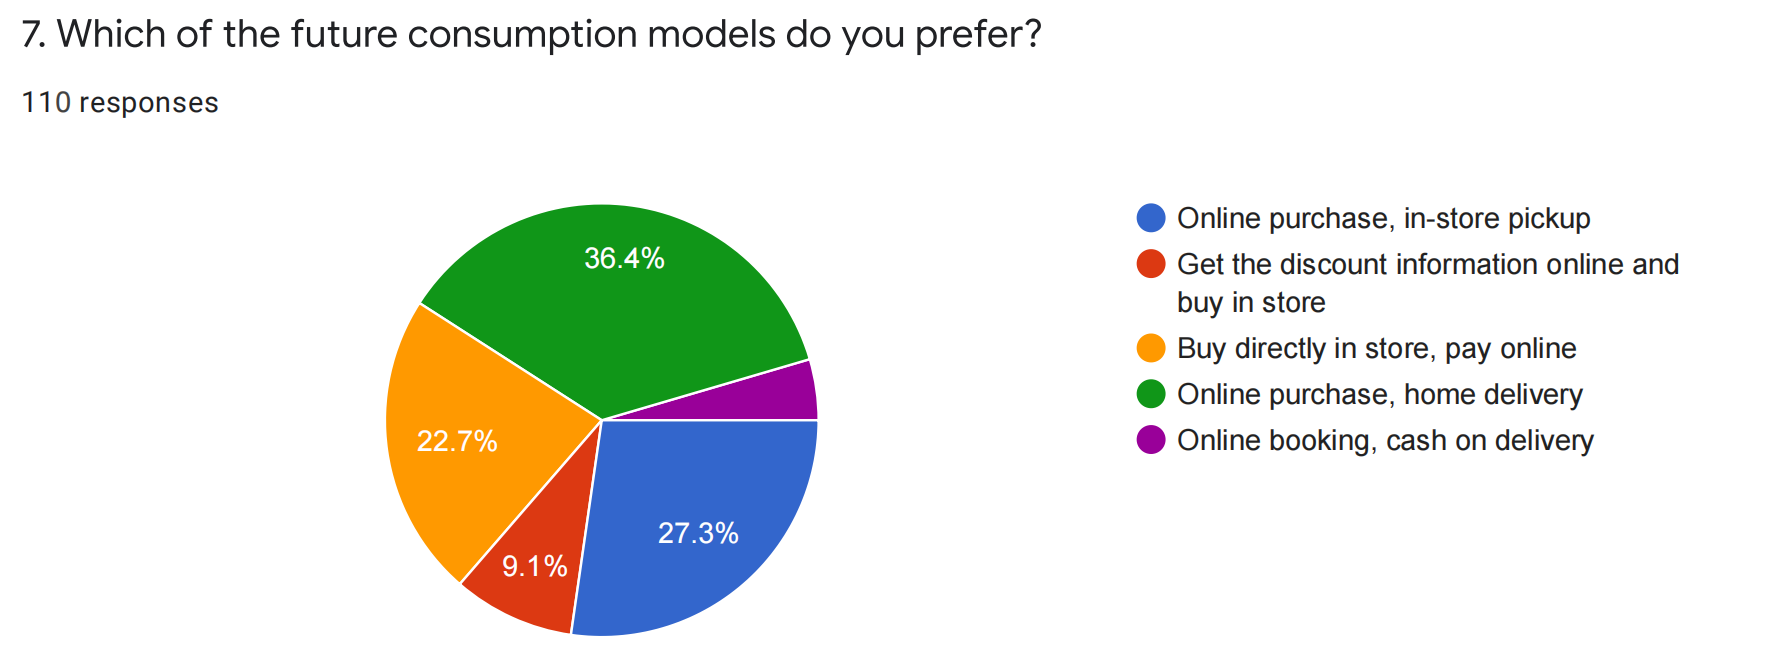 7. Which of the future consumption models do you prefer?
110 responses
36.4%
22.7%
9.1%
27.3%
Online purchase, in-store pickup
Get the discount information online and
buy in store
Buy directly in store, pay online
Online purchase, home delivery
Online booking, cash on delivery